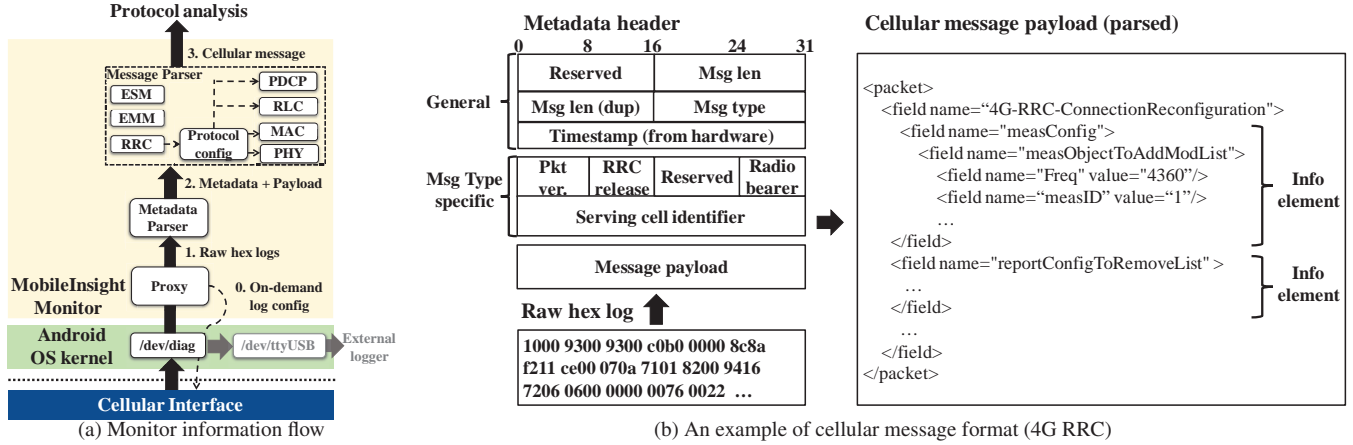 Protocol analysis
3. Cellular message
Message Parser
ESM
EMM
RRC
Protocol
config
PDCP
RLC
MAC
PHY
2. Metadata + Payload
Metadata
Parser
1. Raw hex logs
MobileInsight
Monitor
Proxy
0. On-demand
log config
Android
OS kernel
/dev/diag
/dev/ttyUSB
External
logger
Cellular Interface
(a) Monitor information flow
Metadata header
0 8 16 24 31
General
Reserved Msg len
Msg len (dup) Msg type
Timestamp (from hardware)
Msg Type
specific
Pkt
ver.
RRC
release
Reserved
Radio
bearer
Serving cell identifier
Message payload
Raw hex log
1000 9300 9300 c0b0 0000 8c8a
f211 ce00 070a 7101 8200 9416
7206 0600 0000 0076 0022 …
Cellular message payload (parsed)
<packet>
<field name=“4G-RRC-ConnectionReconfiguration">
<field name="measConfig">
<field name="measObjectToAddModList">
<field name="Freq" value="4360"/>
<field name=“measID” value=“1”/>
…
</field>
<field name="reportConfigToRemoveList" >
…
</field>
…
</field>
</packet>
Info
element
Info
element
(b) An example of cellular message format (4G RRC)